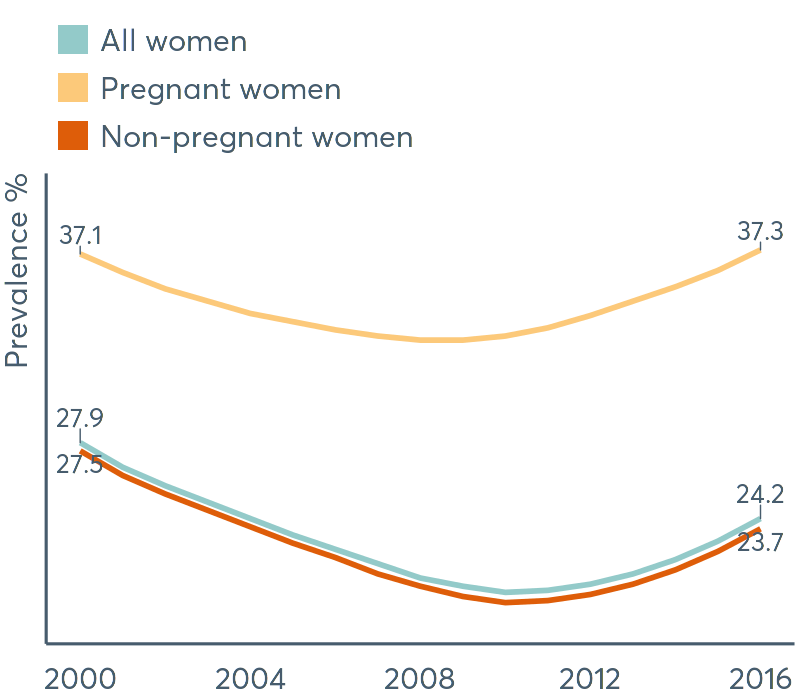 All women
Pregnant women
Non-pregnant women
Prevalence %
37.1
37.3
27.9
27.5
24.2
23.7
2000 2004 2008 2012 2016